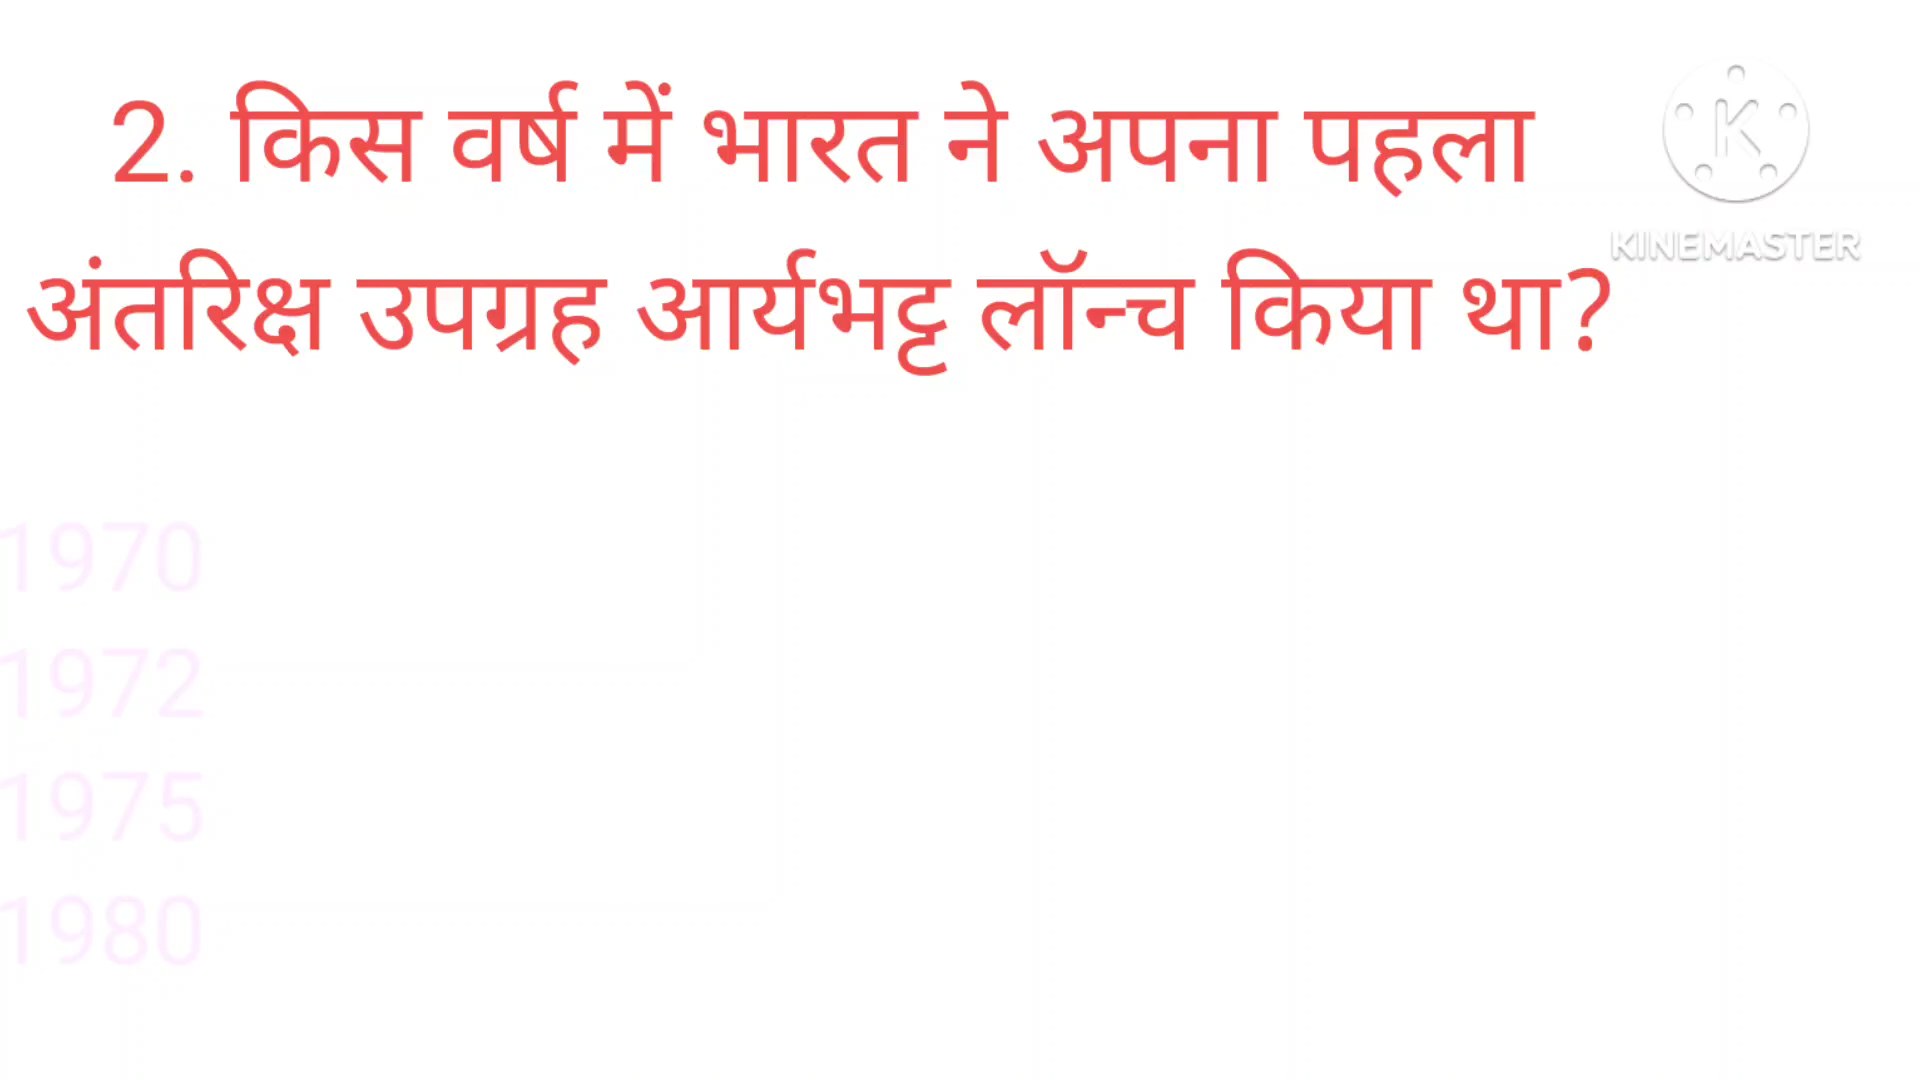 2. किस वर्ष में भारत ने अपना पहला
अंतरिक्ष उपग्रह आर्यभट्ट लॉन्च किया था?
K
KINEMASTER
1970
1972
1975
1980